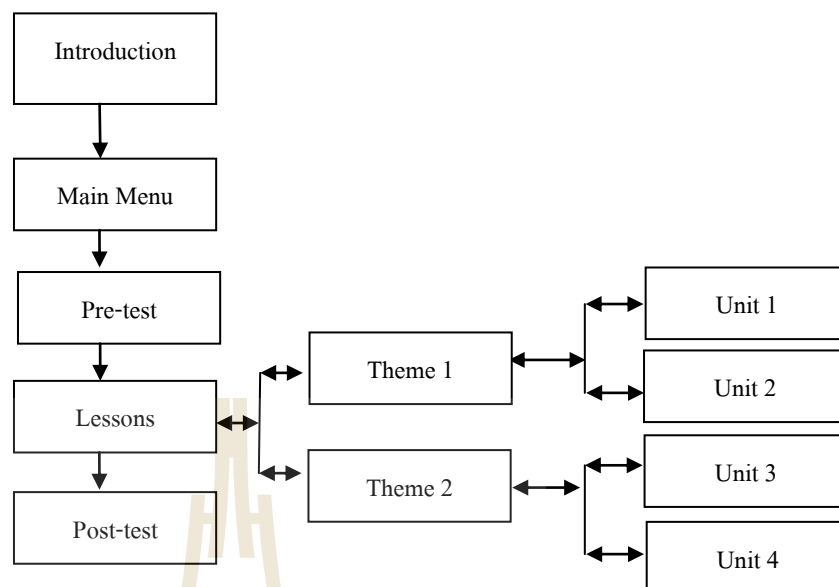 Introduction
Main Menu
Pre-test
Lessons
Post-test
Theme 1
Theme 2
Unit 1
Unit 2
Unit 3
Unit 4